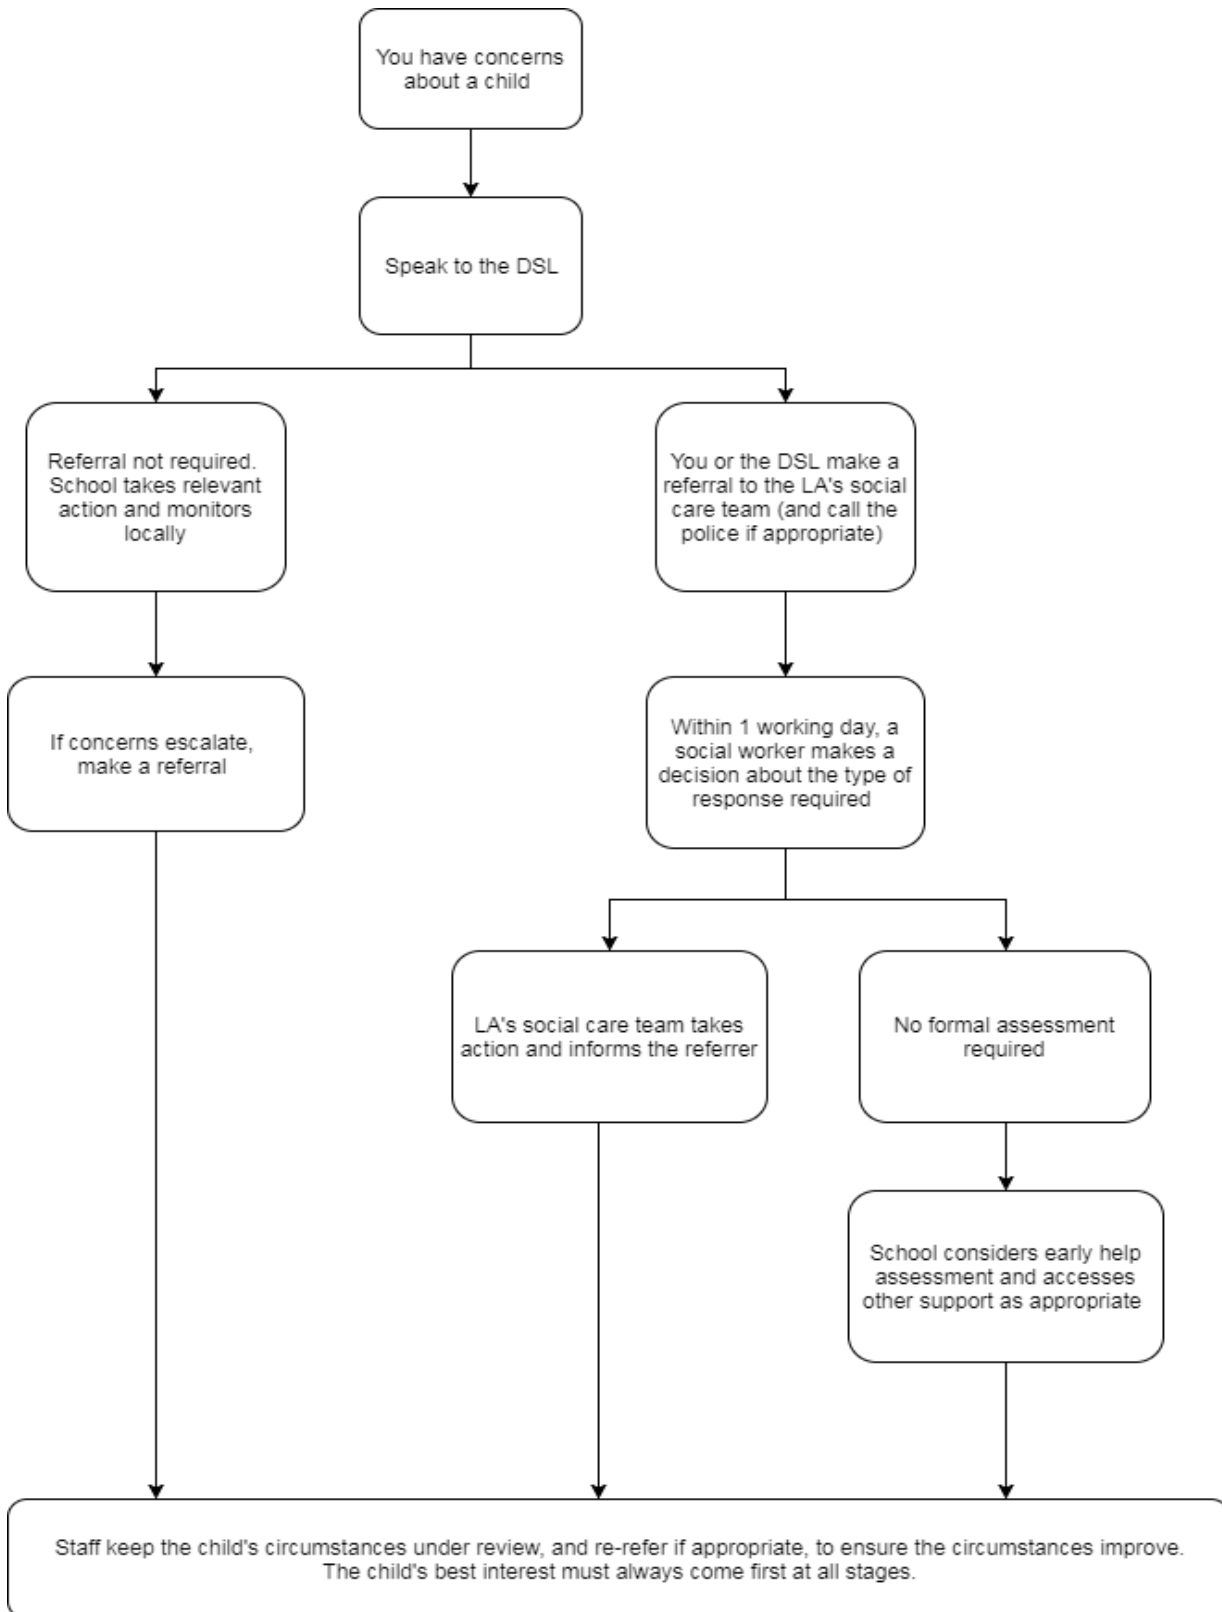 You have concerns
about a child
Speak to the DSL
Referral not required.
School takes relevant
action and monitors
locally
You or the DSL make a
referral to the LA's social
care team (and call the
police if appropriate)
If concerns escalate,
make a referral
Within 1 working day, a
social worker makes a
decision about the type of
response required
LA's social care team takes
action and informs the referrer
No formal assessment
required
School considers early help
assessment and accesses
other support as appropriate
Staff keep the child's circumstances under review, and re-refer if appropriate, to ensure the circumstances improve.
The child's best interest must always come first at all stages.